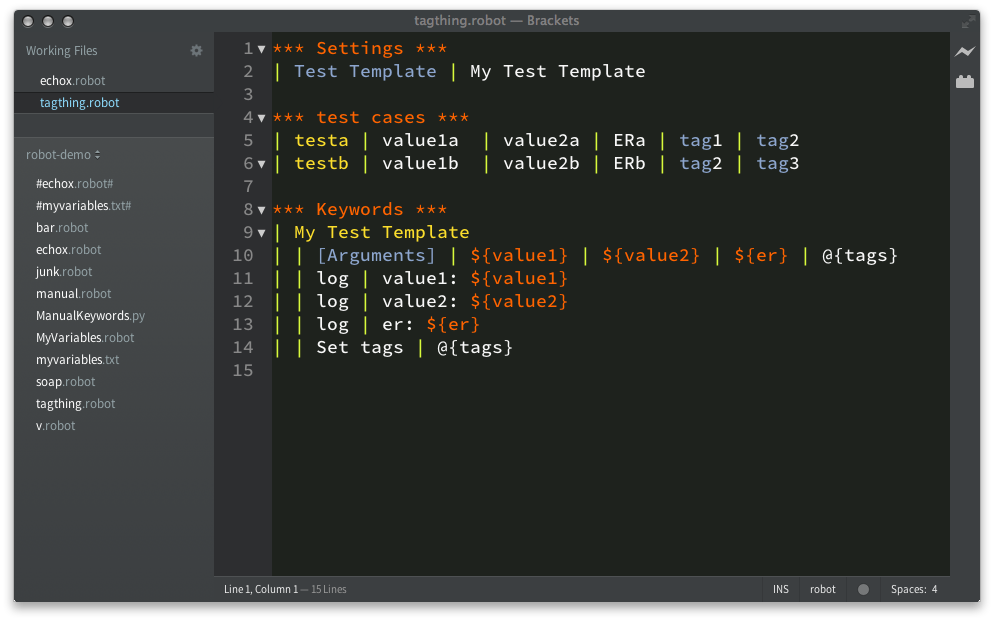 tagthing.robot — Brackets
Working Files
echox.robot
tagthing.robot
robot-demo
#echox.robot#
#myvariables.txt#
bar.robot
echox.robot
junk.robot
manual.robot
ManualKeywords.py
MyVariables.robot
myvariables.txt
soap.robot
tagthing.robot
v.robot
1 *** Settings ***
2 | Test Template | My Test Template
3
4 *** test cases ***
5 | testa | value1a  | value2a | ERa | tag1 | tag2
6 | testb | value1b  | value2b | ERb | tag2 | tag3
7
8 *** Keywords ***
9 | My Test Template
10 | | [Arguments] | ${value1} | ${value2} | ${er} | @{tags}
11 | | log | value1: ${value1}
12 | | log | value2: ${value2}
13 | | log | er: ${er}
14 | | Set tags | @{tags}
15
Line 1, Column 1 — 15 Lines INS robot Spaces: 4